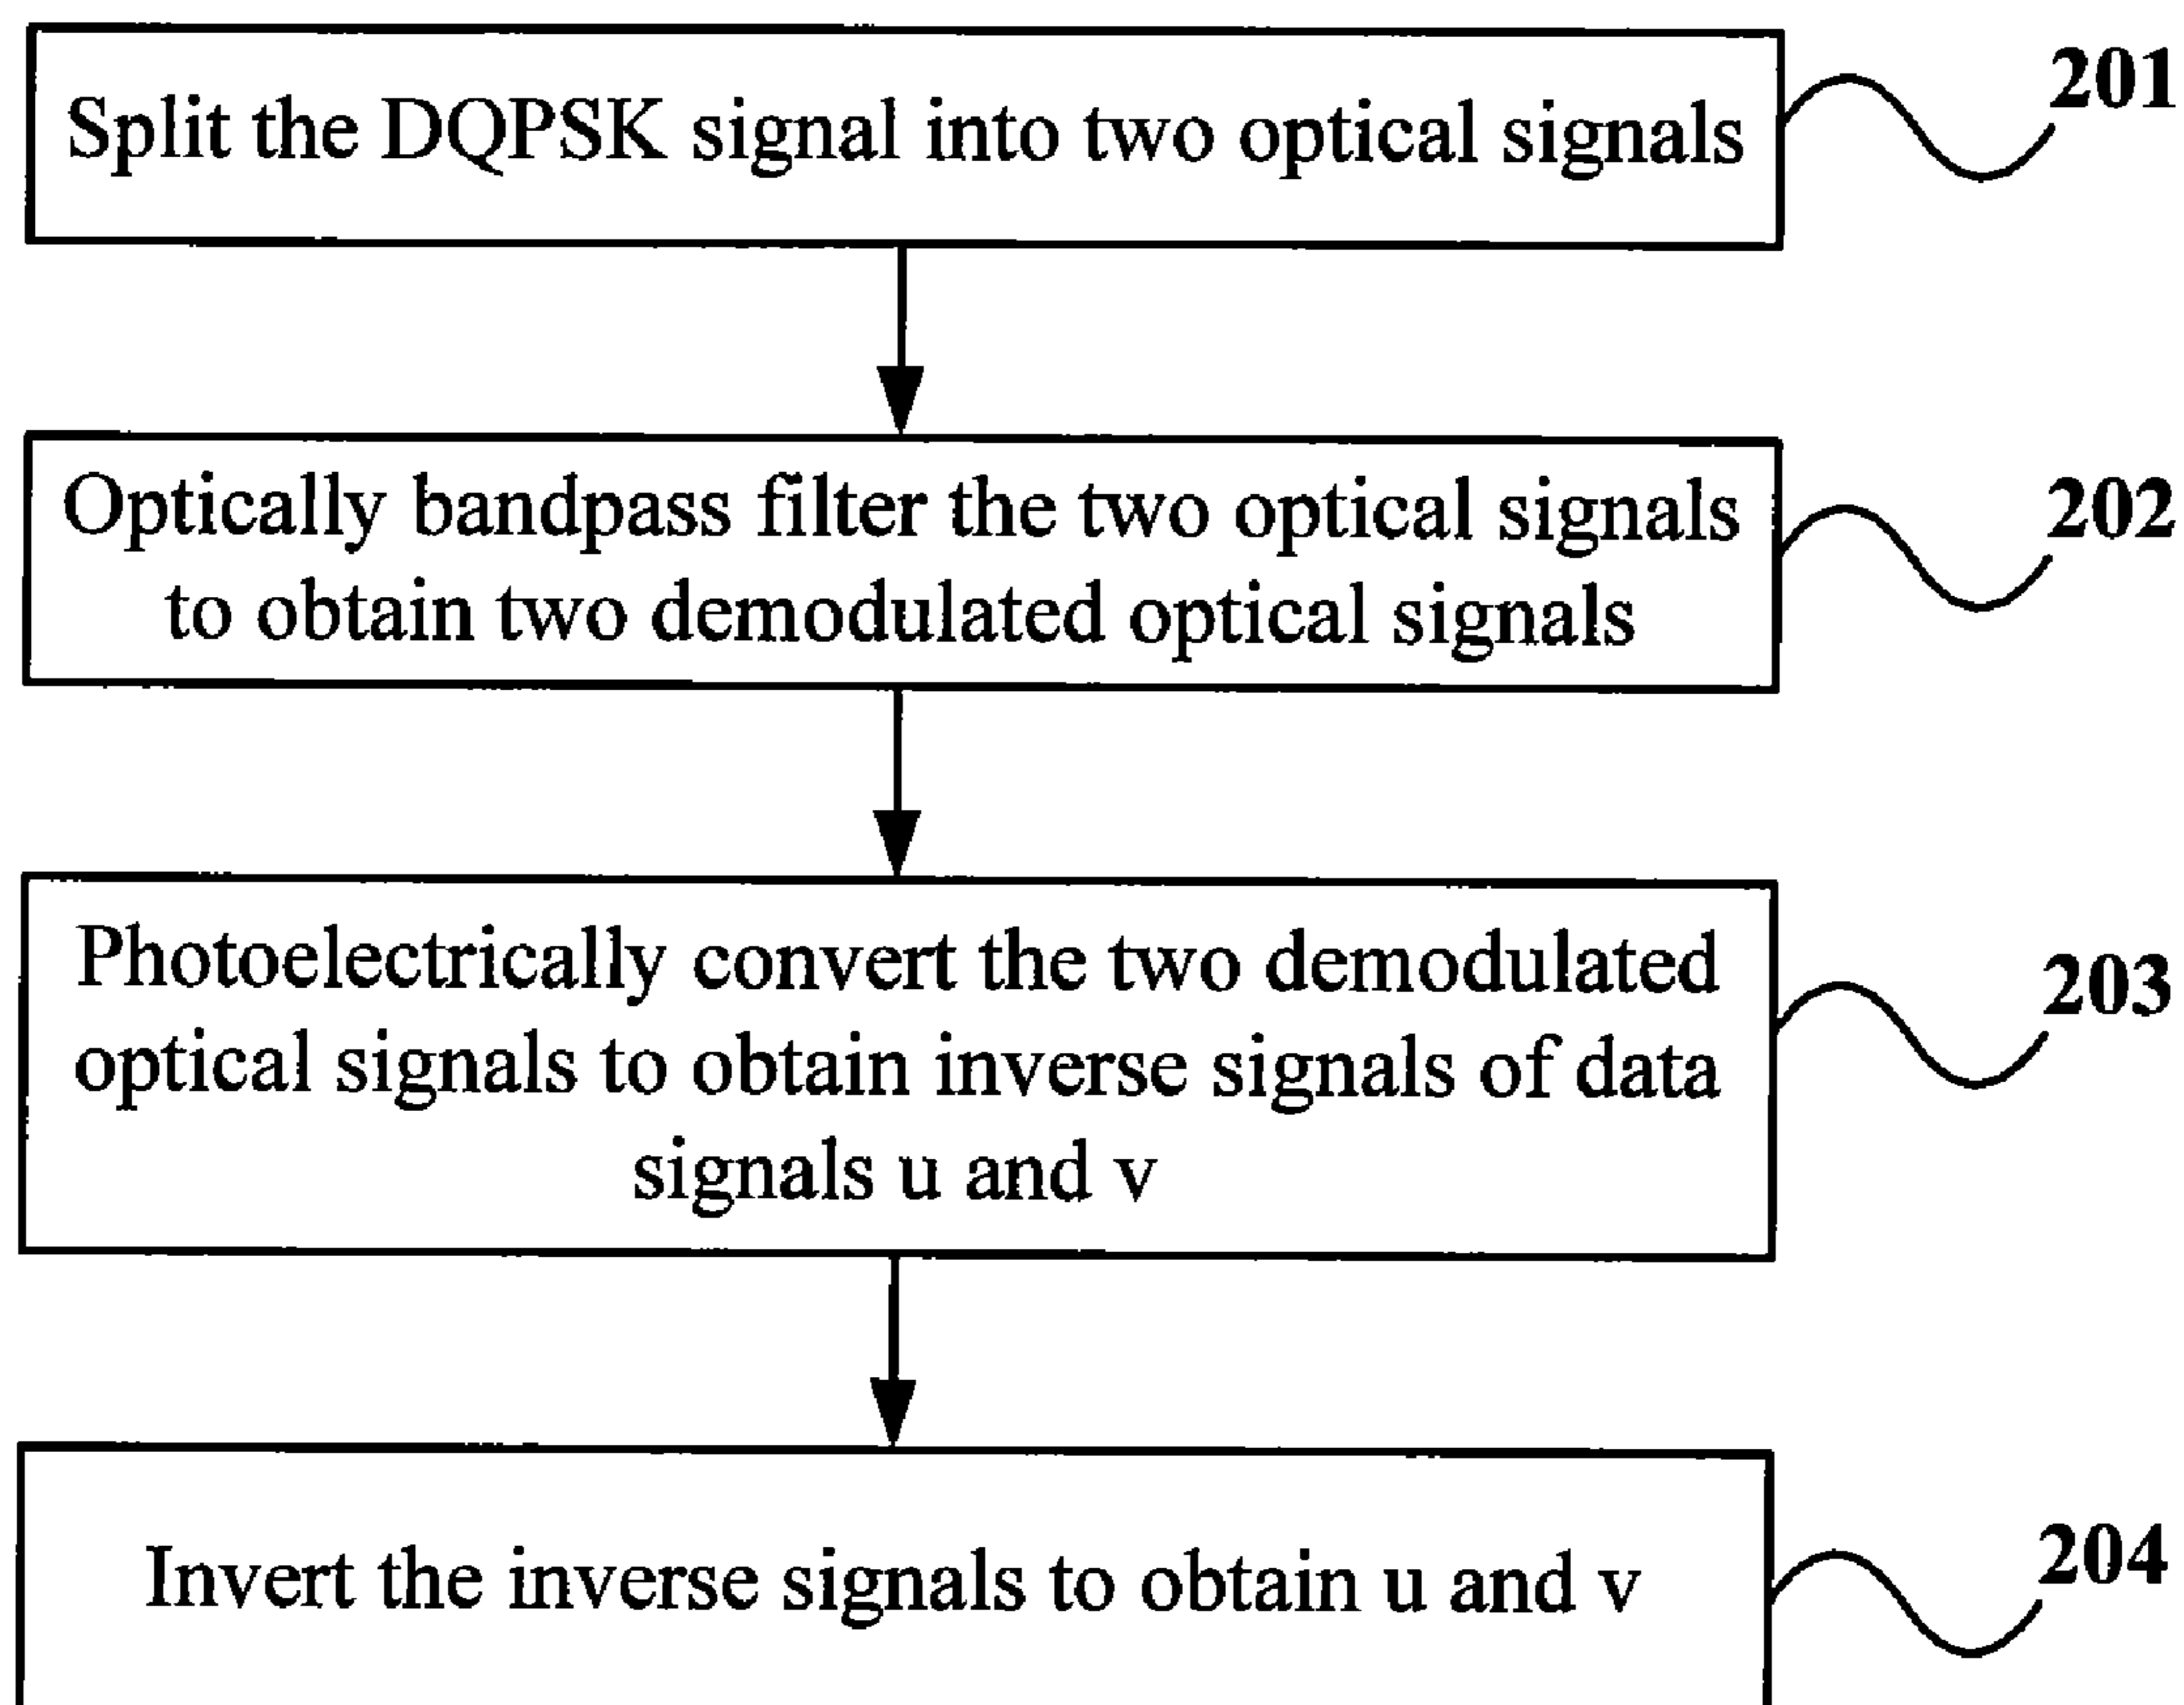 Split the DQPSK signal into two optical signals
201
Optically bandpass filter the two optical signals
to obtain two demodulated optical signals
202
Photoelectrically convert the two demodulated
optical signals to obtain inverse signals of data
signals u and v
203
Invert the inverse signals to obtain u and v
204